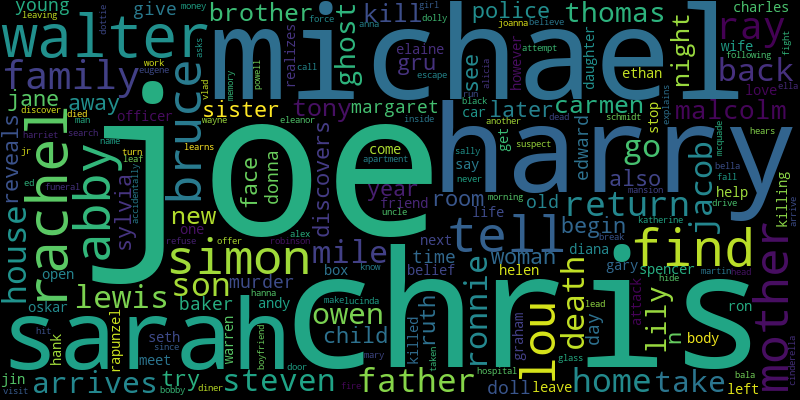 young give brother kill police thomas charles money
leaving dolly anna girl joanna believe
walter michael ray
dottie force ghost realizes elaine gru however see daughter wife night attempt following fight
family asks call escape ethan back
work eugene memory powell run alicia love ella
jane away bruce sister tony margaret later carmen malcolm
discover died officer vlad black car schmidt stop explains
harriet man search wayne eleanor inside another dead hears
rachel abby joe harry
jr name learns face donna come suspect get sally say edward go jacob
reveals turn leaf apartment never bella fall mcquade
house sylvia discovers year friend also help killing
ed funeral accidentally uncle life morning mansion drive arrive
new room old return
one alex next tell begin katherine
simon mile time woman diana break find mother
open refuse offer robinson know belief helen gary spencer martin head
son box death hide
lewis murder make lucinda attack lily
oskar baker hanna andy owen ruth ronnie graham day lead ron
sarah chris lou n body
hit seth since warren boyfriend child killed glass
hank rapunzel meet door mary taken hospital bala cinderella
jin arrives try steven father doll leave home take left
visit bobby diner fire